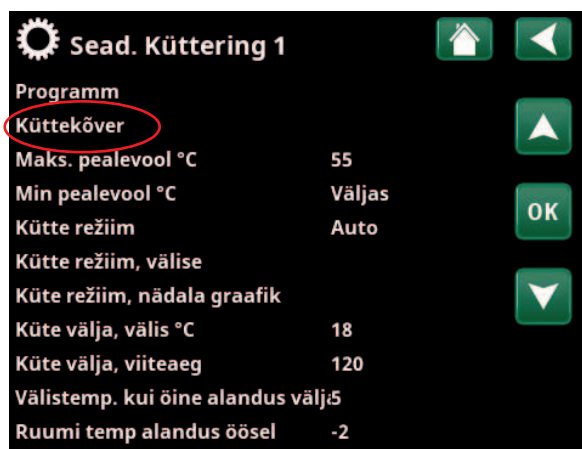 Sead. Küttering 1
Programm
Küttekõver
Maks. pealevool °C 55
Min pealevool °C Väljas
Kütte režiim Auto
OK
Kütte režiim, välise
Küte režiim, nädala graafik
Küte välja, välis °C 18
Küte välja, viiteaeg 120
Välistemp. kui öine alandus välja 5
Ruumi temp alandus öösel -2